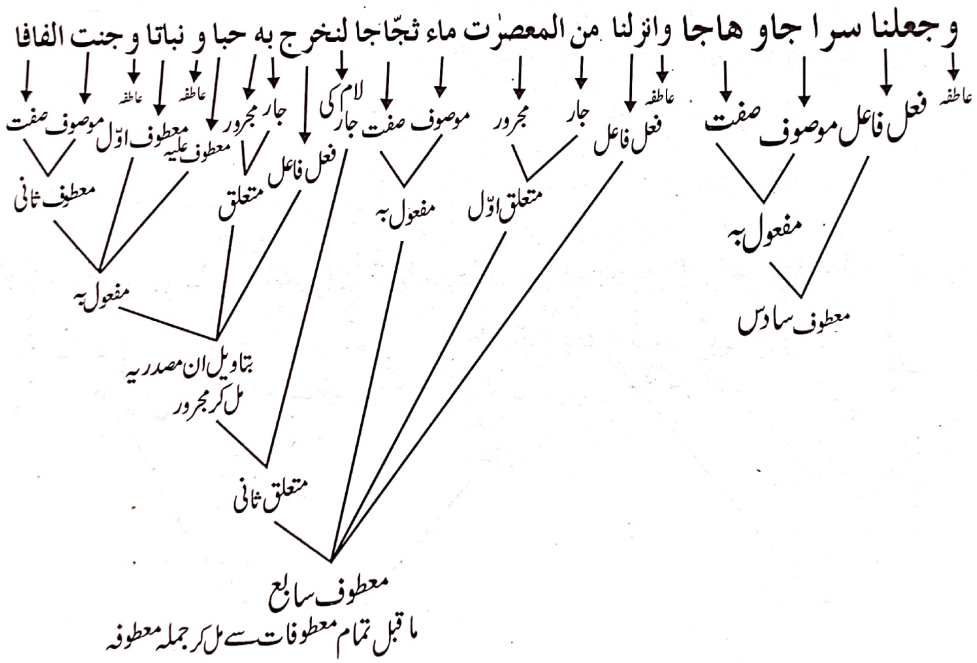 وجعلنا سراجا وهاجا وانزلنا من المعصرٰت ماء ثجّاجا لنخرج به حبا و نباتا وجنت الفافا
عاطفہ فعل فاعل موصوف صفت عاطفہ فعل فاعل جار مجرور موصوف صفت لام کی جار فعل فاعل جار مجرور معطوف علیہ عاطفہ معطوف اوّل عاطفہ موصوف صفت
مفعول بہ متعلق اوّل مفعول بہ متعلق معطوف ثانی
معطوف سادس مفعول بہ
بتاویل ان مصدریہ
مل کر مجرور
متعلق ثانی
معطوف سابع
ماقبل تمام معطوفات سے مل کر جملہ معطوفہ